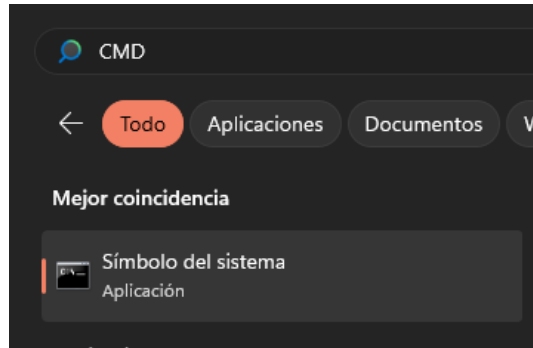 CMD
Todo Aplicaciones Documentos
Mejor coincidencia
Símbolo del sistema
Aplicación